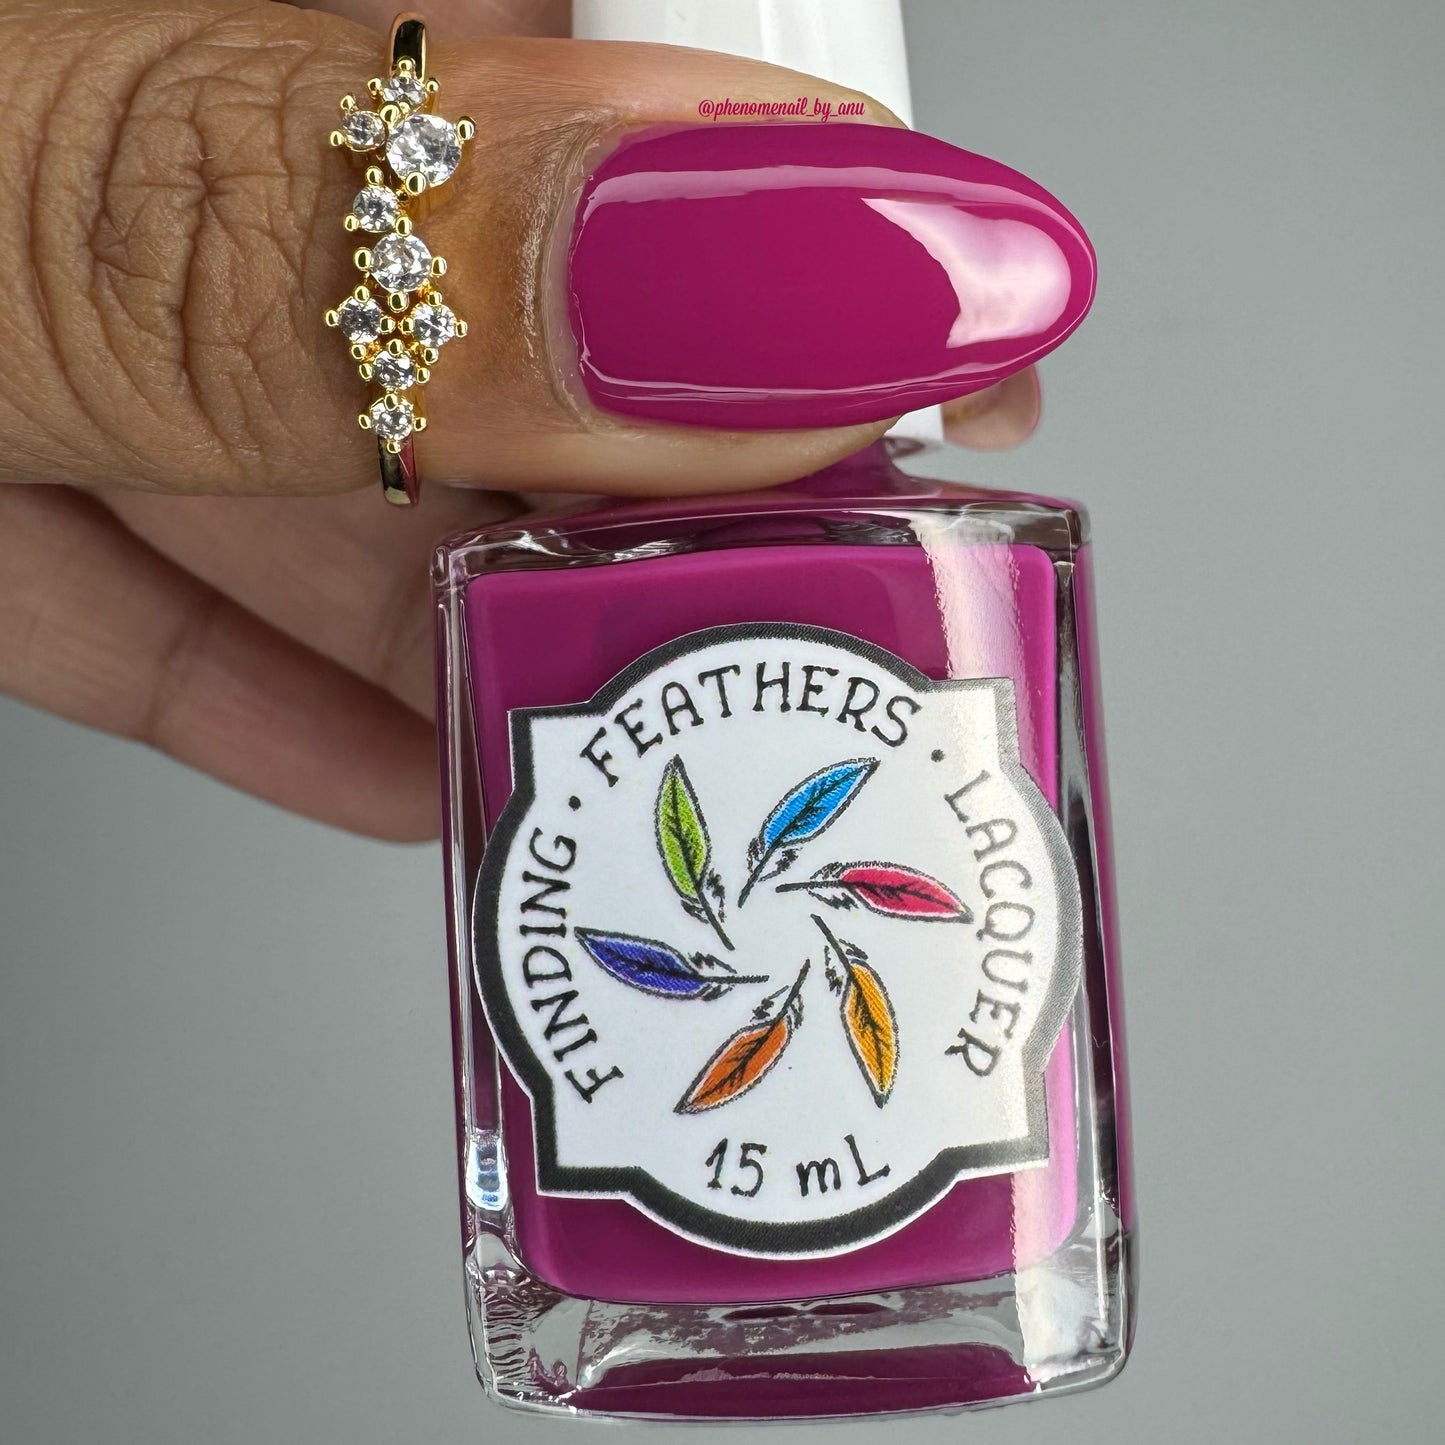 @phenomenail_by_anu
FINDING · FEATHERS · LACQUER
15 mL